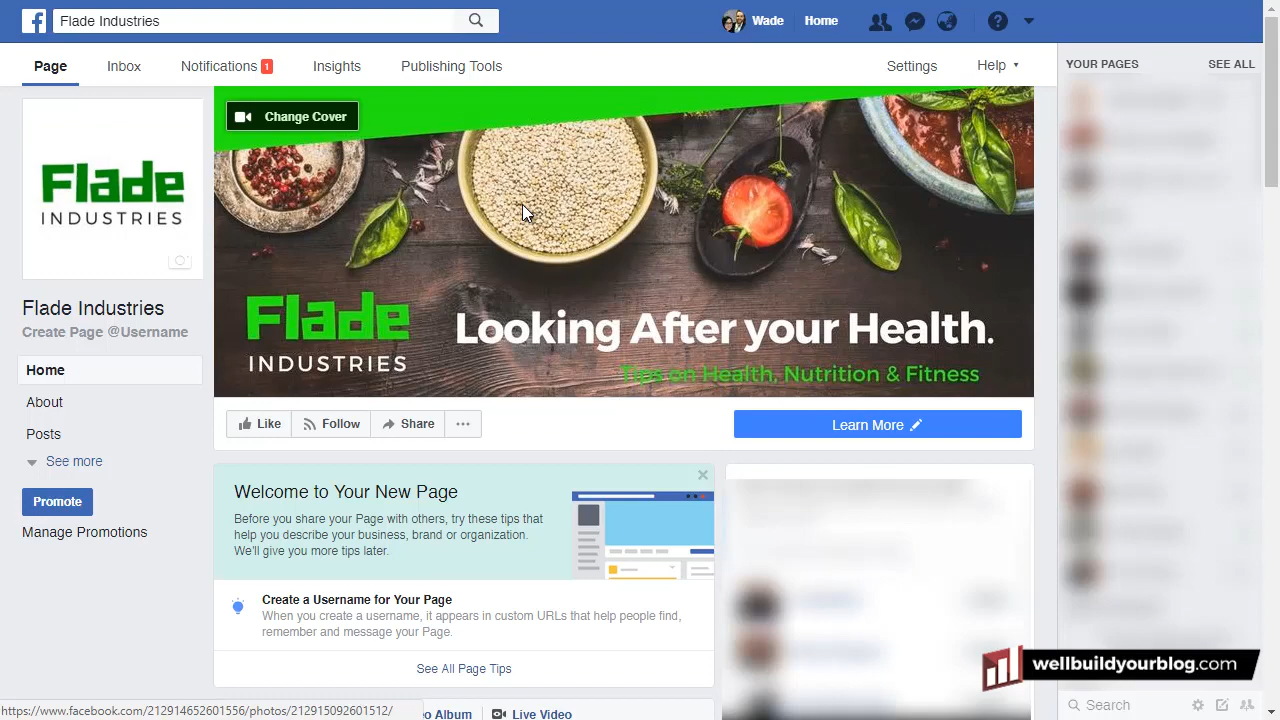 Flade Industries
Wade Home
Page Inbox Notifications 1 Insights Publishing Tools Settings Help
YOUR PAGES SEE ALL
Change Cover
Flade
INDUSTRIES
Flade
INDUSTRIES
Looking After your Health.
Tips on Health, Nutrition & Fitness
Flade Industries
Create Page @Username
Home
About
Posts
See more
Promote
Manage Promotions
Like Follow Share ...
Learn More
Welcome to Your New Page
Before you share your Page with others, try these tips that
help you describe your business, brand or organization.
We'll give you more tips later.
Create a Username for Your Page
When you create a username, it appears in custom URLs that help people find,
remember and message your Page.
See All Page Tips
wellbuildyourblog.com
https://www.facebook.com/212914652601556/photos/212915092601512/
Album Live Video
Search